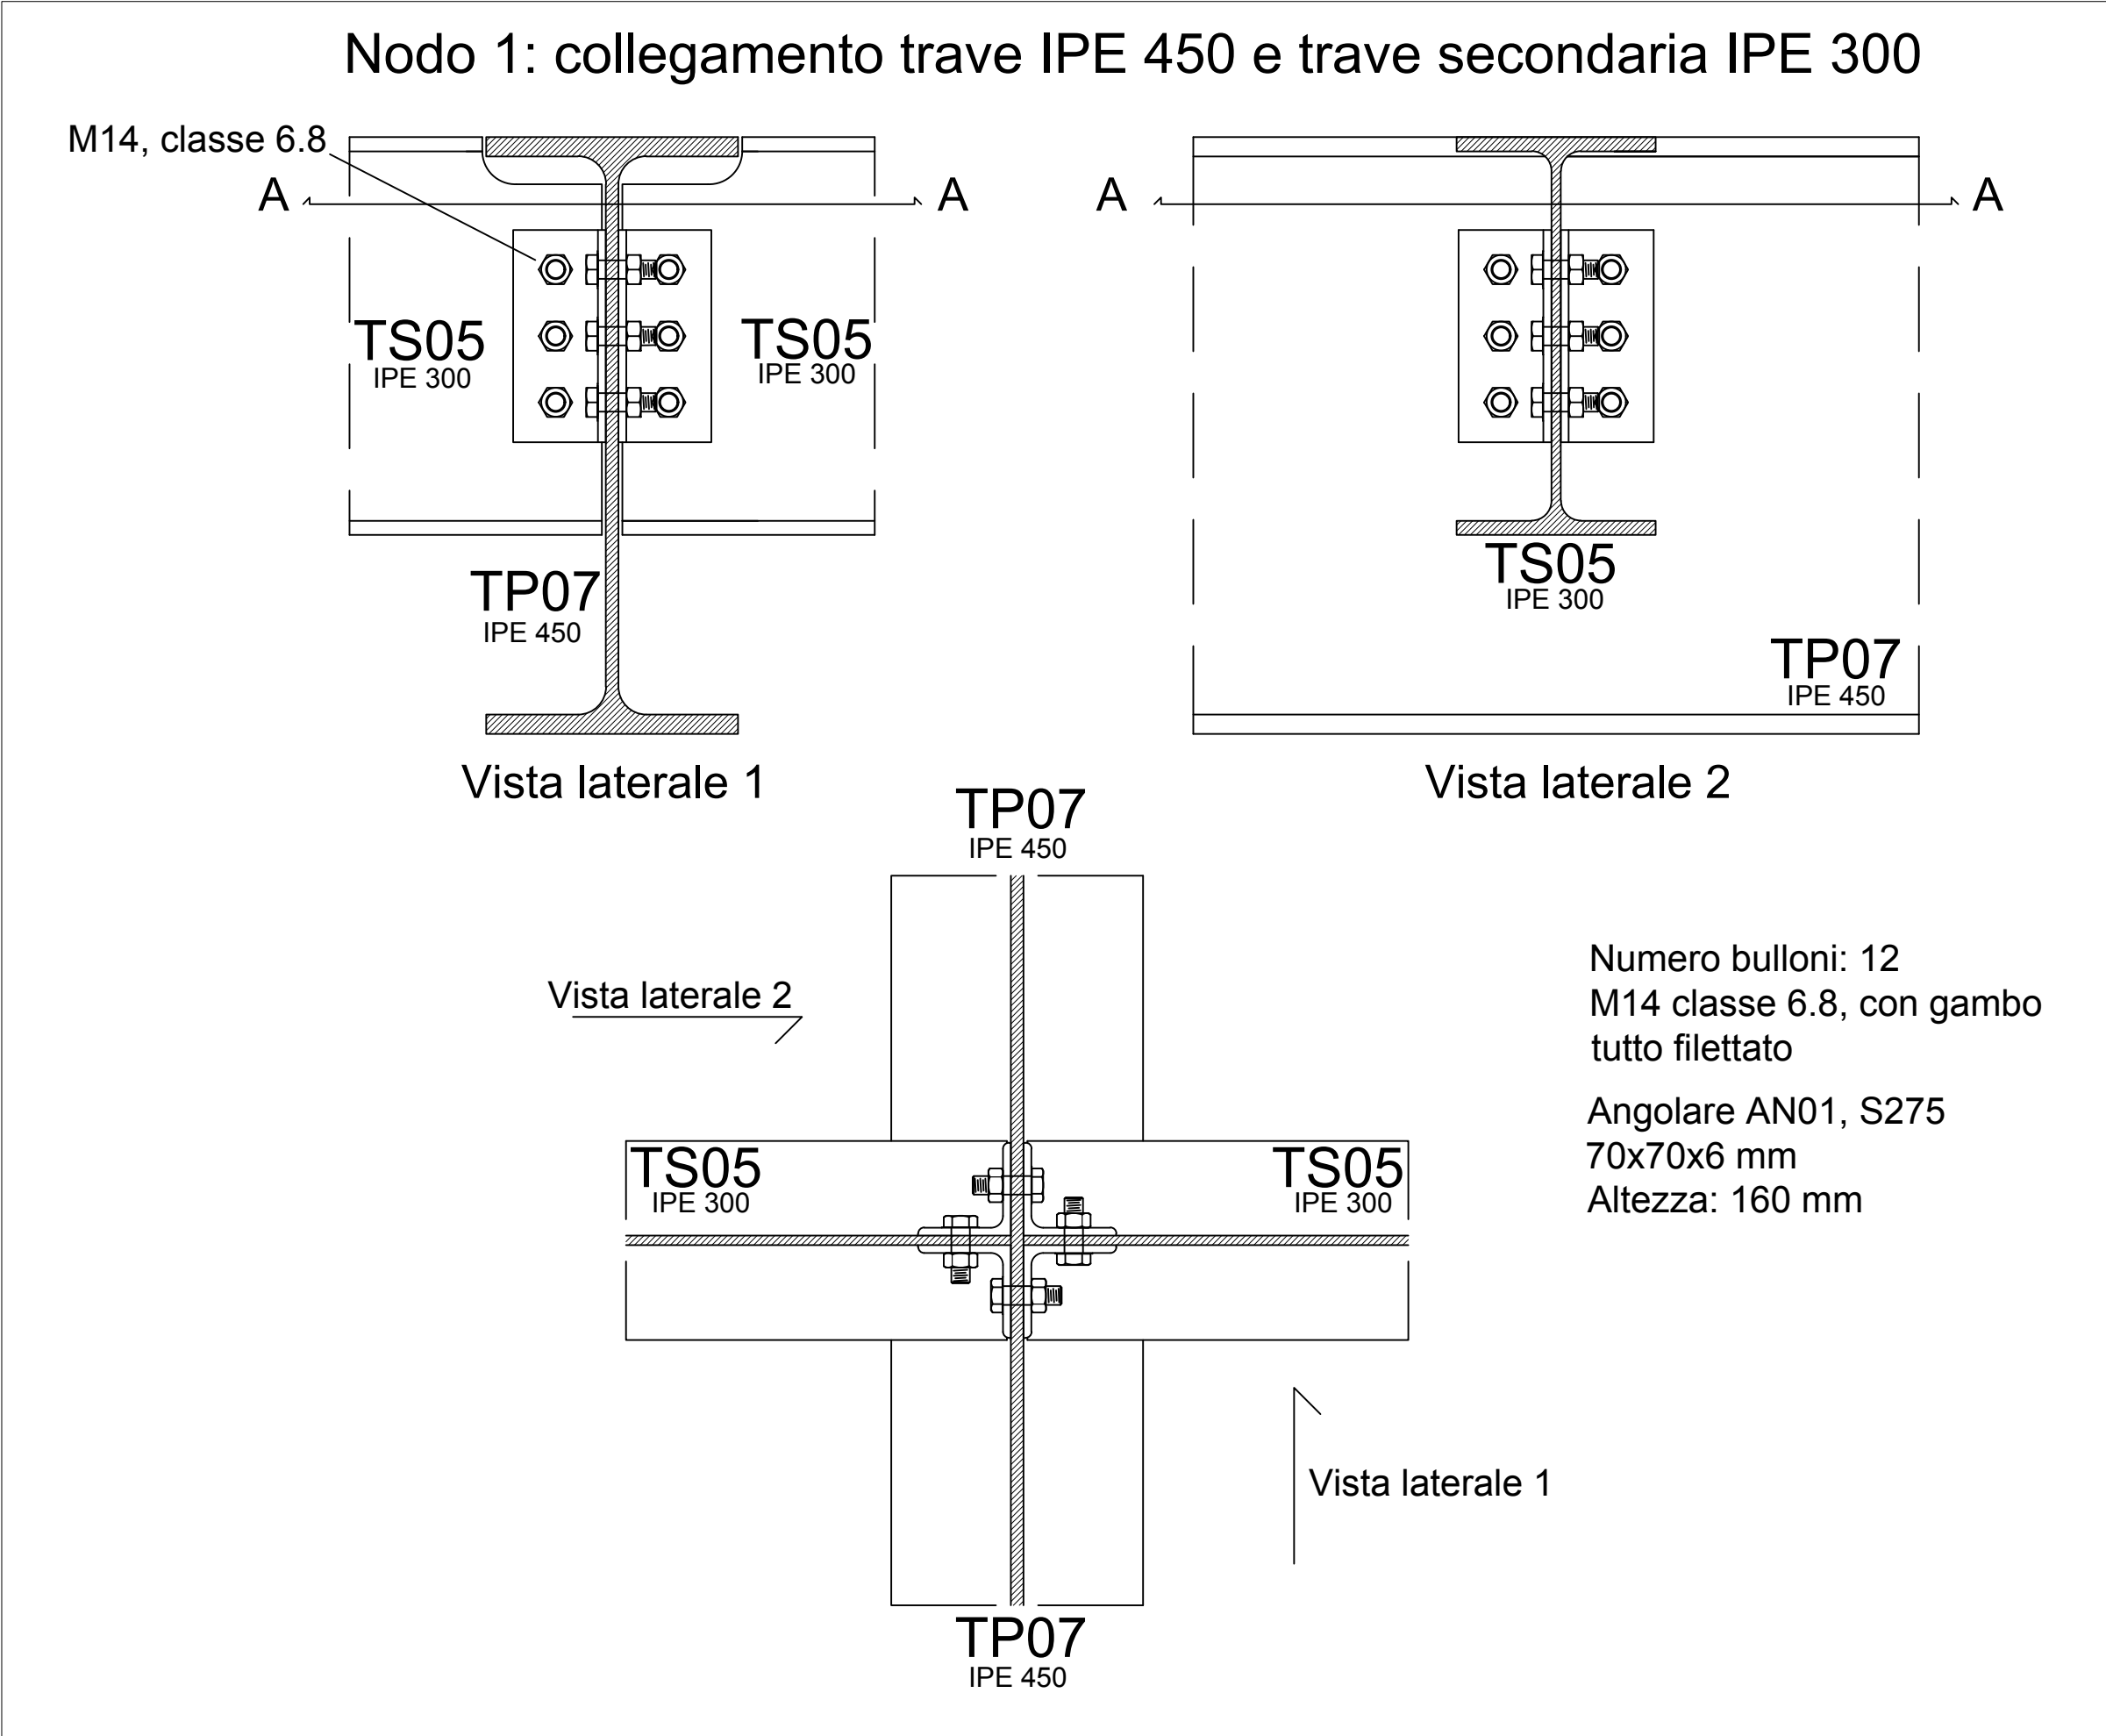 Nodo 1: collegamento trave IPE 450 e trave secondaria IPE 300
M14, classe 6.8
A
A
TS05
IPE 300
TS05
IPE 300
TP07
IPE 450
Vista laterale 1
A
A
TS05
IPE 300
TP07
IPE 450
Vista laterale 2
TP07
IPE 450
Vista laterale 2
TS05
IPE 300
TS05
IPE 300
Vista laterale 1
TP07
IPE 450
Numero bulloni: 12
M14 classe 6.8, con gambo
tutto filettato
Angolare AN01, S275
70x70x6 mm
Altezza: 160 mm